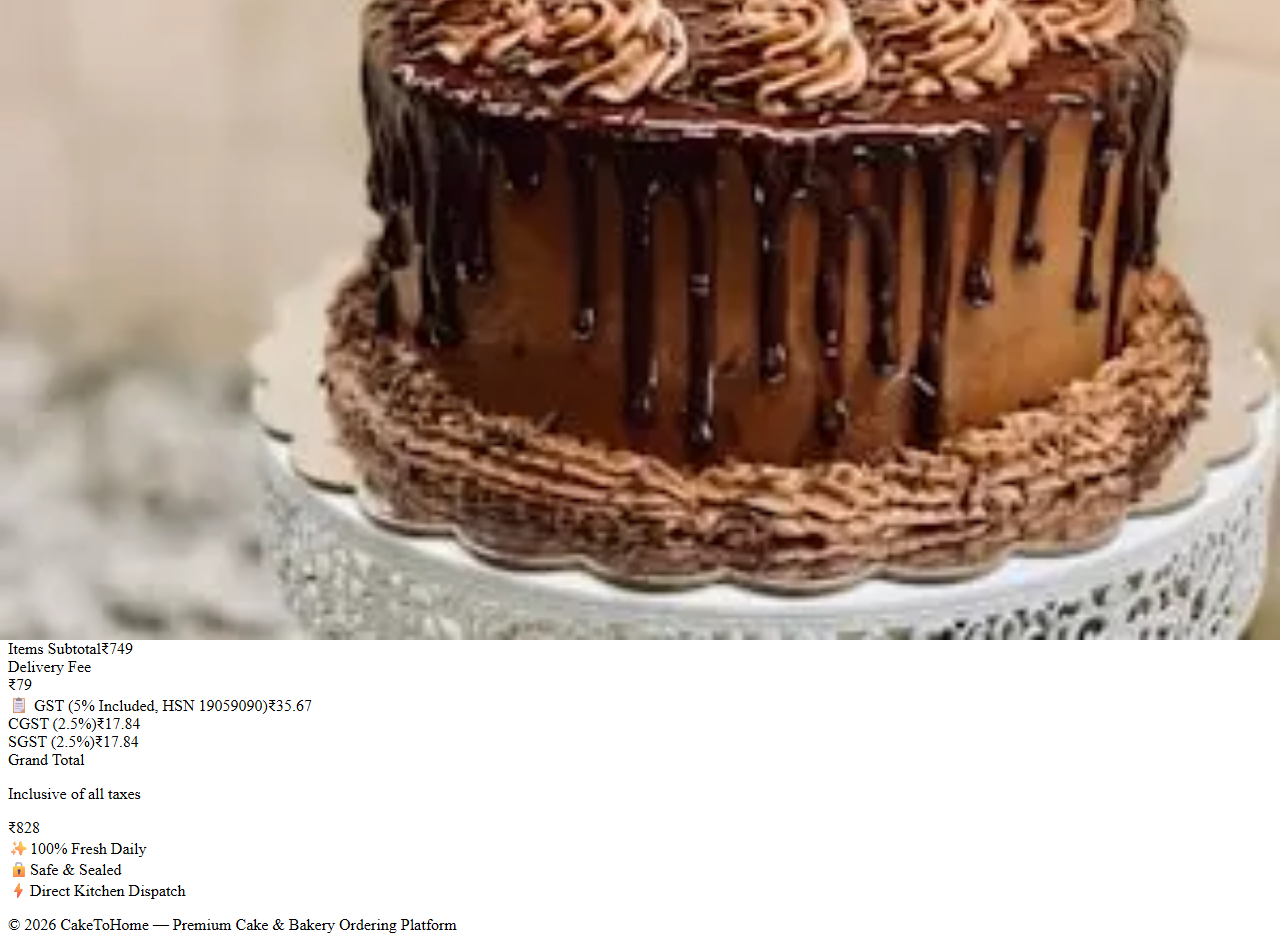 Items Subtotal₹749
Delivery Fee
₹79
📋 GST (5% Included, HSN 19059090)₹35.67
CGST (2.5%)₹17.84
SGST (2.5%)₹17.84
Grand Total
Inclusive of all taxes
₹828
✨ 100% Fresh Daily
🔒 Safe & Sealed
⚡ Direct Kitchen Dispatch
© 2026 CakeToHome — Premium Cake & Bakery Ordering Platform